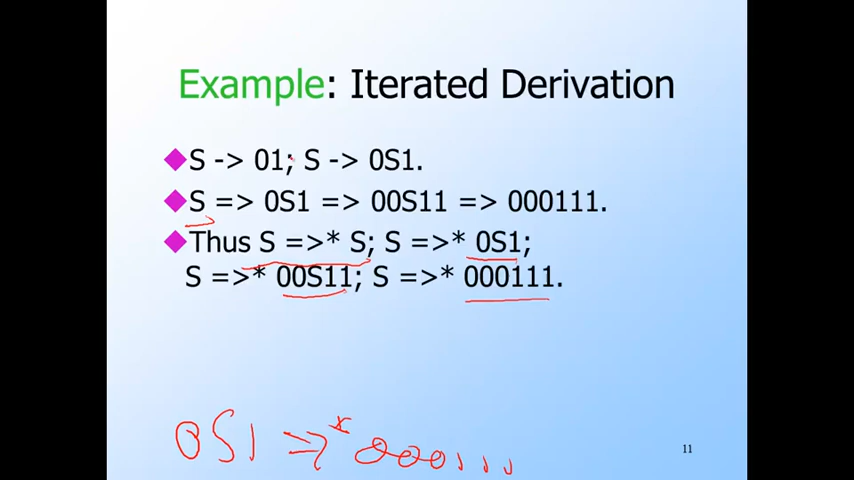 Example: Iterated Derivation
S -> 01; S -> 0S1.
S => 0S1 => 00S11 => 000111.
Thus S =>* S; S =>* 0S1;
S =>* 00S11; S =>* 000111.
0S1 =>* 000111
11